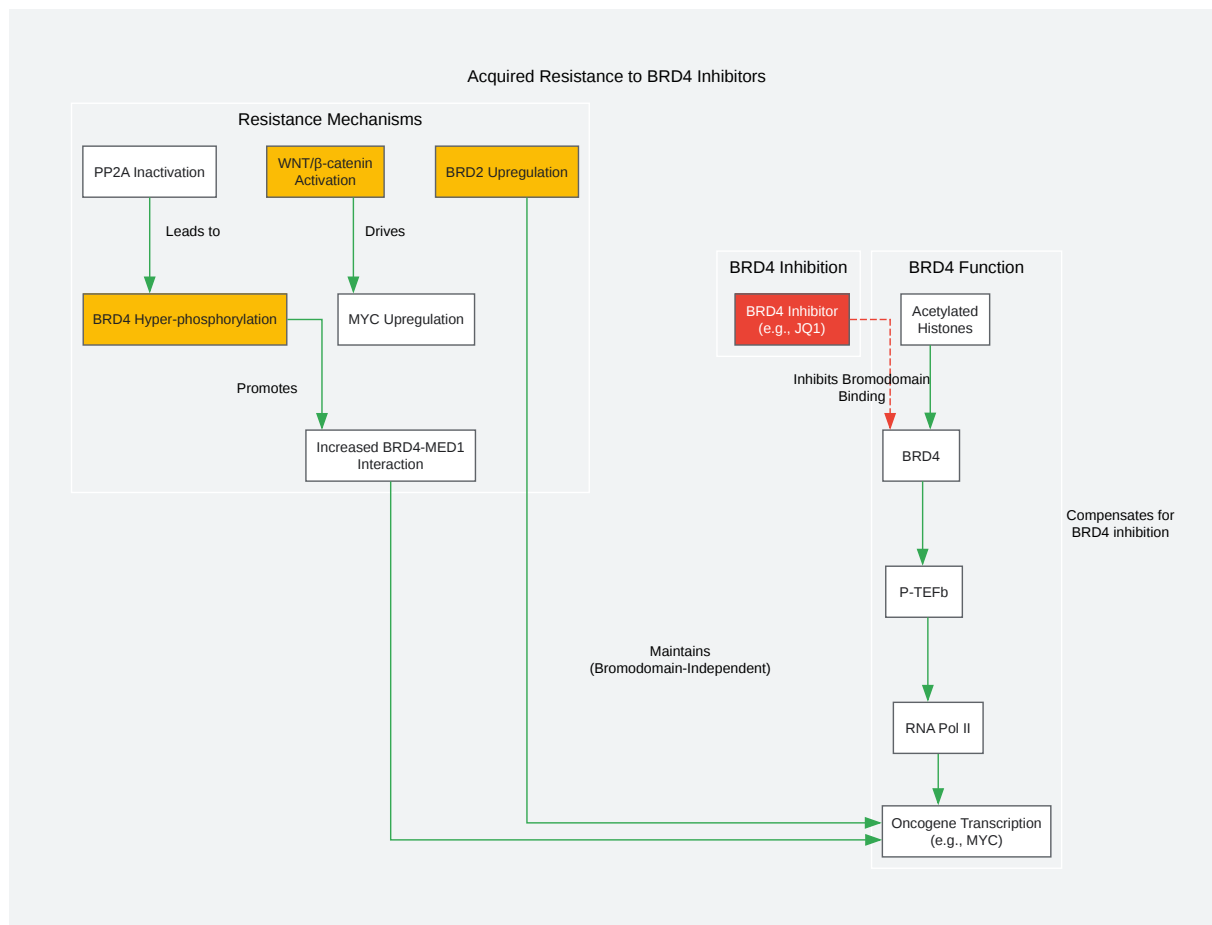 Acquired Resistance to BRD4 Inhibitors
Resistance Mechanisms
PP2A Inactivation
WNT/β-catenin
Activation
BRD2 Upregulation
Leads to
Drives
BRD4 Hyper-phosphorylation
MYC Upregulation
Promotes
Increased BRD4-MED1
Interaction
BRD4 Inhibition
BRD4 Inhibitor
(e.g., JQ1)
BRD4 Function
Acetylated
Histones
Inhibits Bromodomain
Binding
BRD4
Compensates for
BRD4 inhibition
P-TEFb
Maintains
(Bromodomain-Independent)
RNA Pol II
Oncogene Transcription
(e.g., MYC)